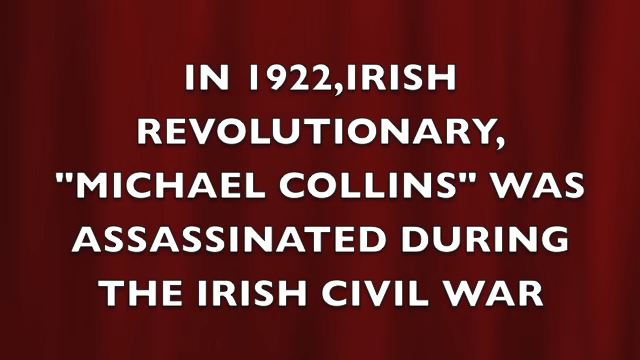 IN 1922,IRISH
REVOLUTIONARY,
"MICHAEL COLLINS" WAS
ASSASSINATED DURING
THE IRISH CIVIL WAR